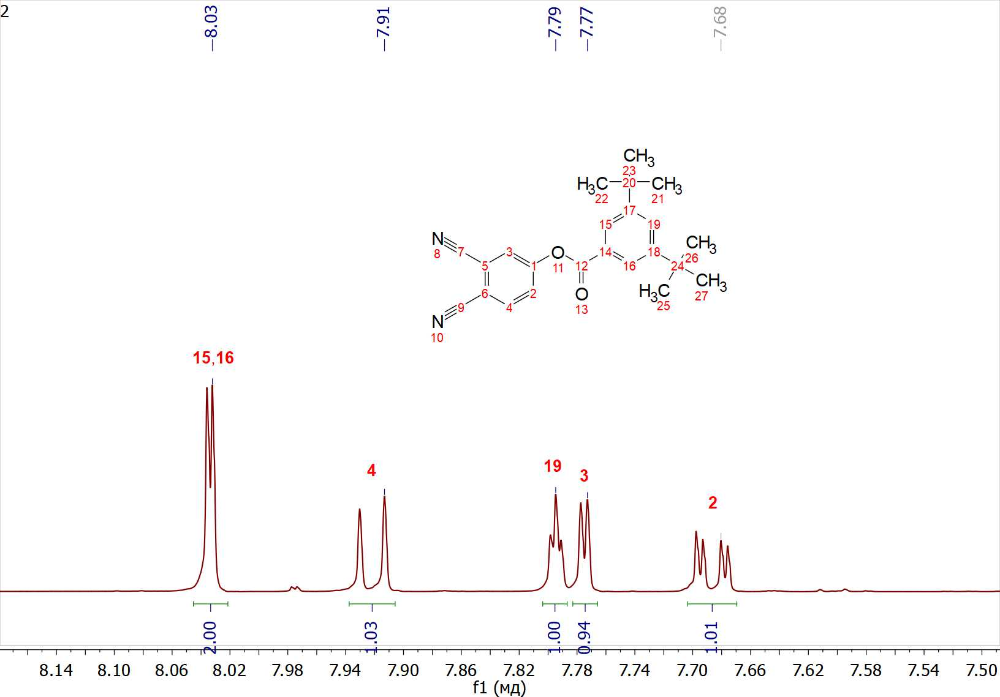 2
8.03
7.91
7.79
7.77
7.68
CH3
23
H3C 20 CH3
22 21
17
15 19
N CH3
8 7 3 O 14 18 26
5 1 11 12 16 24 CH3
6 2 O H3C 27
9 4 13 25
N
10
15,16
4
19
3
2
2.00
1.03
1.00
0.94
1.01
8.14 8.10 8.06 8.02 7.98 7.94 7.90 7.86 7.82 7.78 7.74 7.70 7.66 7.62 7.58 7.54 7.50
f1 (мд)